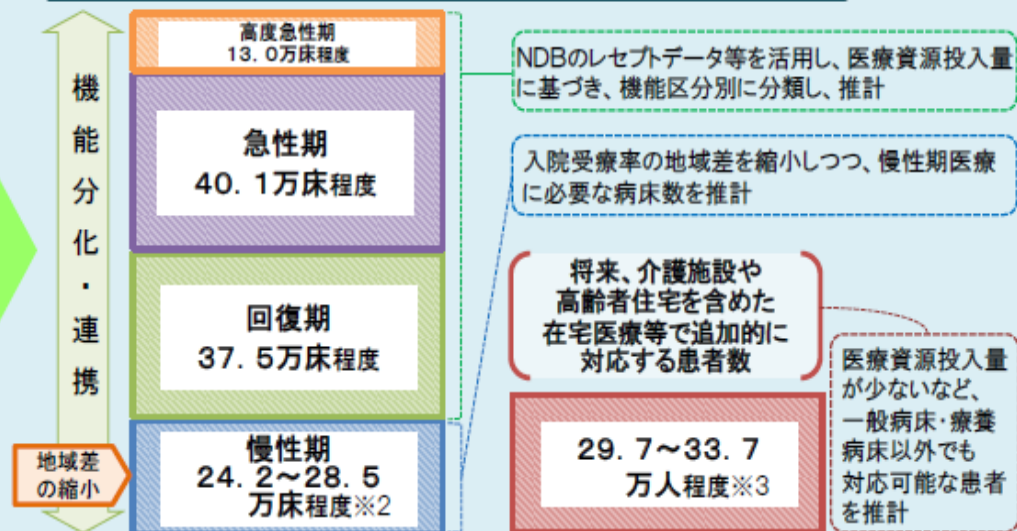 機能分化・連携
地域差
の縮小
高度急性期
13.0万床程度
急性期
40.1万床程度
回復期
37.5万床程度
慢性期
24.2～28.5
万床程度※2
NDBのレセプトデータ等を活用し、医療資源投入量
に基づき、機能区分別に分類し、推計
入院受療率の地域差を縮小しつつ、慢性期医療
に必要な病床数を推計
将来、介護施設や
高齢者住宅を含めた
在宅医療等で追加的に
対応する患者数
29.7～33.7
万人程度※3
医療資源投入量
が少ないなど、
一般病床・療養
病床以外でも
対応可能な患者
を推計